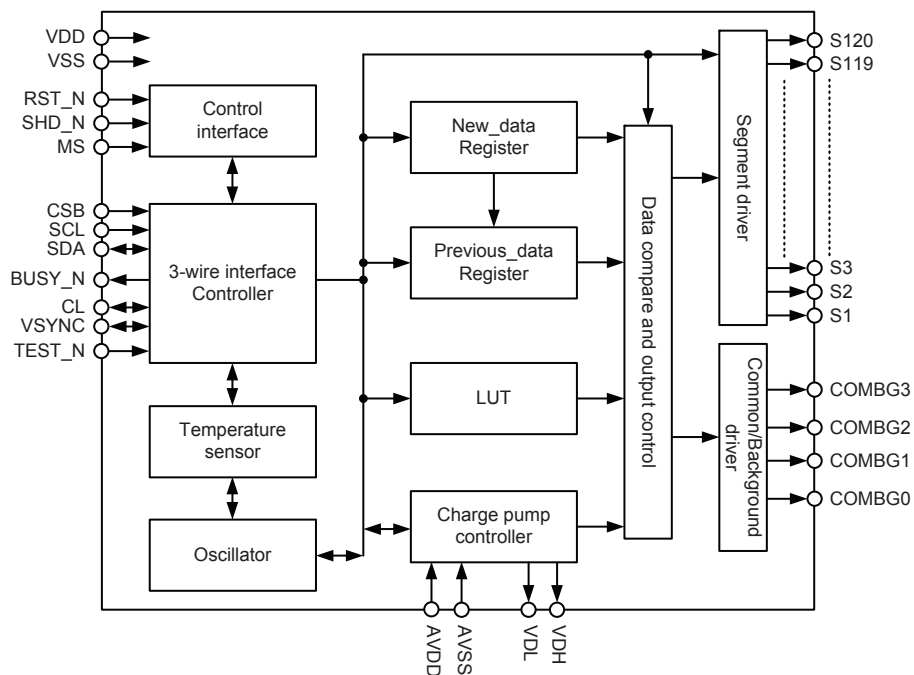 VDD
VSS
RST_N
SHD_N
MS
CSB
SCL
SDA
BUSY_N
CL
VSYNC
TEST_N
Control
interface
3-wire interface
Controller
Temperature
sensor
Oscillator
New_data
Register
Previous_data
Register
LUT
Charge pump
controller
Data compare and output control
Segment driver
Common/Background
driver
S120
S119
S3
S2
S1
COMBG3
COMBG2
COMBG1
COMBG0
AVDD
AVSS
VDL
VDH